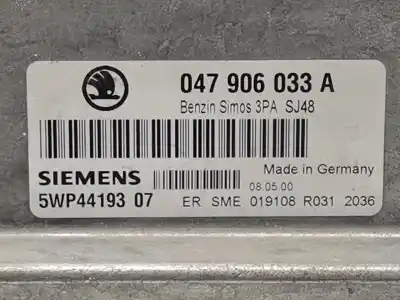 047 906 033 A
Benzin Simos 3PA SJ48
Made in Germany
SIEMENS
08.05.00
5WP44193 07
ER SME 019108 R031 2036